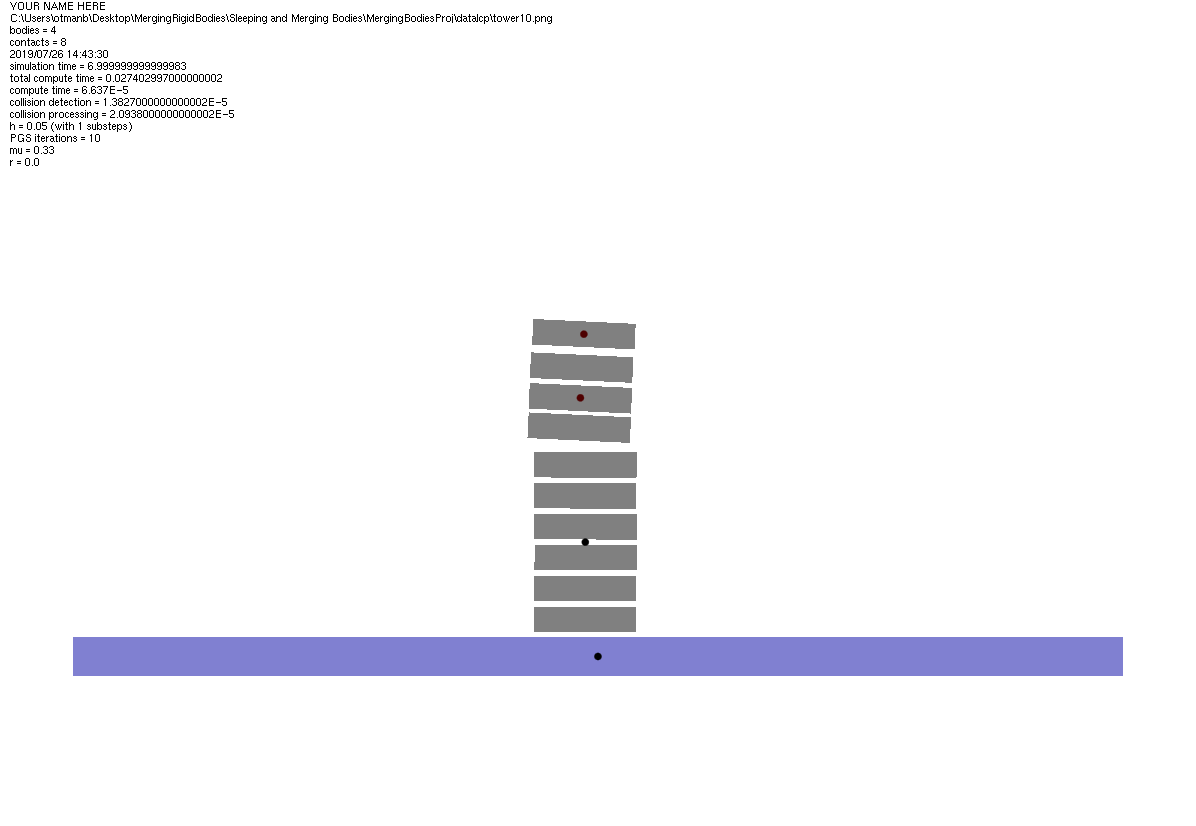 YOUR NAME HERE
C:\Users\otmanb\Desktop\MergingRigidBodies\Sleeping and Merging Bodies\MergingBodiesProj\datalcp\tower10.png
bodies = 4
contacts = 8
2019/07/26 14:43:30
simulation time = 6.999999999999983
total compute time = 0.027402997000000002
compute time = 6.637E-5
collision detection = 1.3827000000000002E-5
collision processing = 2.0938000000000002E-5
h = 0.05 (with 1 substeps)
PGS iterations = 10
mu = 0.33
r = 0.0